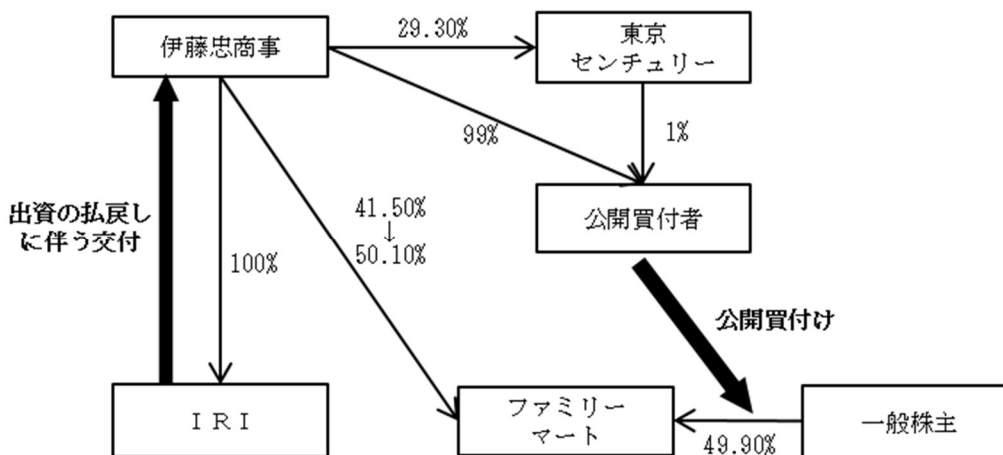 29.30%
伊藤忠商事
東京
センチュリー
99%
1%
出資の払戻し
に伴う交付
41.50%
↓
50.10%
公開買付者
100%
公開買付け
ＩＲＩ
ファミリー
マート
49.90%
一般株主